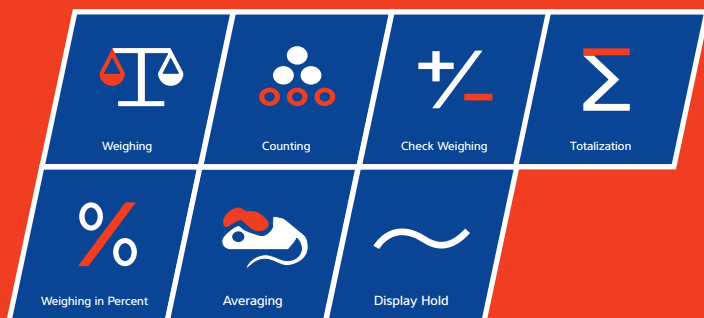 Weighing
Counting
Check Weighing
Totalization
Weighing in Percent
Averaging
Display Hold